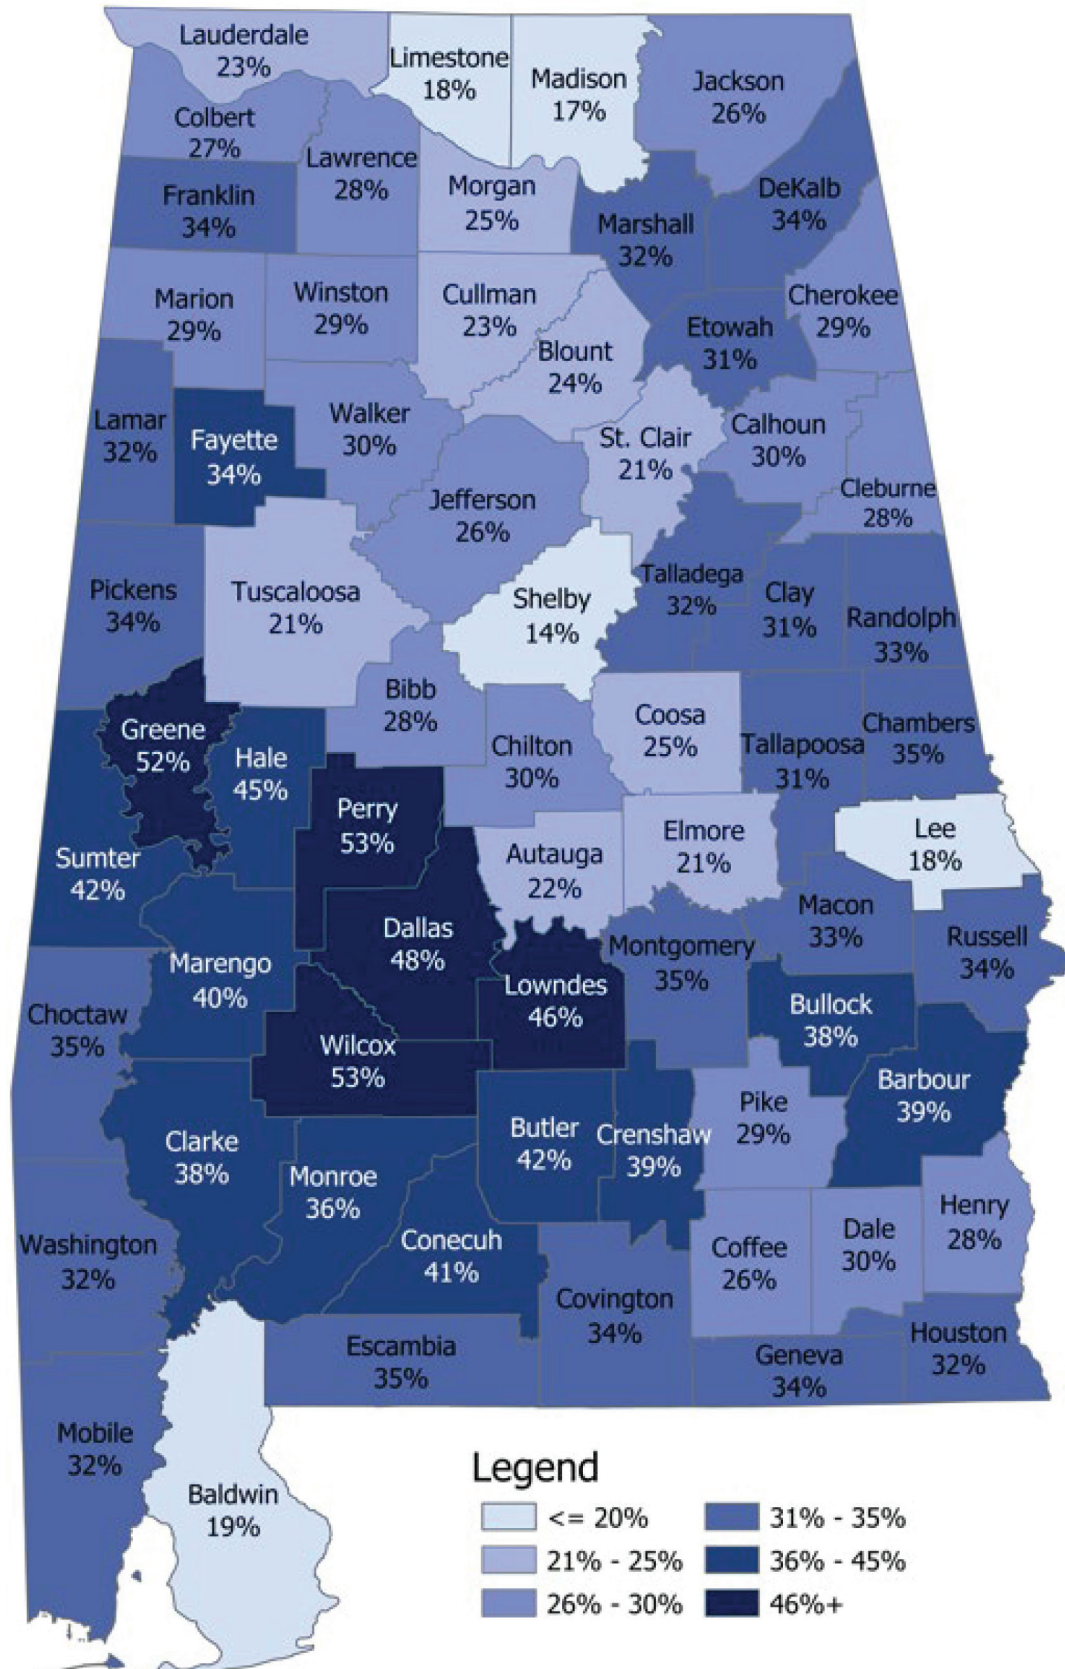 Lauderdale
23%
Limestone
18%
Madison
17%
Jackson
26%
Colbert
27%
Lawrence
28%
Franklin
34%
Morgan
25%
Marshall
32%
DeKalb
34%
Marion
29%
Winston
29%
Cullman
23%
Cherokee
29%
Etowah
31%
Blount
24%
Lamar
32%
Fayette
34%
Walker
30%
St. Clair
21%
Calhoun
30%
Cleburne
28%
Jefferson
26%
Pickens
34%
Tuscaloosa
21%
Shelby
14%
Talladega
32%
Clay
31%
Randolph
33%
Bibb
28%
Greene
52%
Hale
45%
Chilton
30%
Coosa
25%
Tallapoosa
31%
Chambers
35%
Perry
53%
Sumter
42%
Autauga
22%
Elmore
21%
Lee
18%
Dallas
48%
Macon
33%
Russell
34%
Marengo
40%
Lowndes
46%
Montgomery
35%
Bullock
38%
Choctaw
35%
Wilcox
53%
Barbour
39%
Clarke
38%
Monroe
36%
Butler
42%
Crenshaw
39%
Pike
29%
Washington
32%
Conecuh
41%
Coffee
26%
Dale
30%
Henry
28%
Covington
34%
Escambia
35%
Geneva
34%
Houston
32%
Mobile
32%
Baldwin
19%
Legend
<= 20%
21% - 25%
26% - 30%
31% - 35%
36% - 45%
46%+